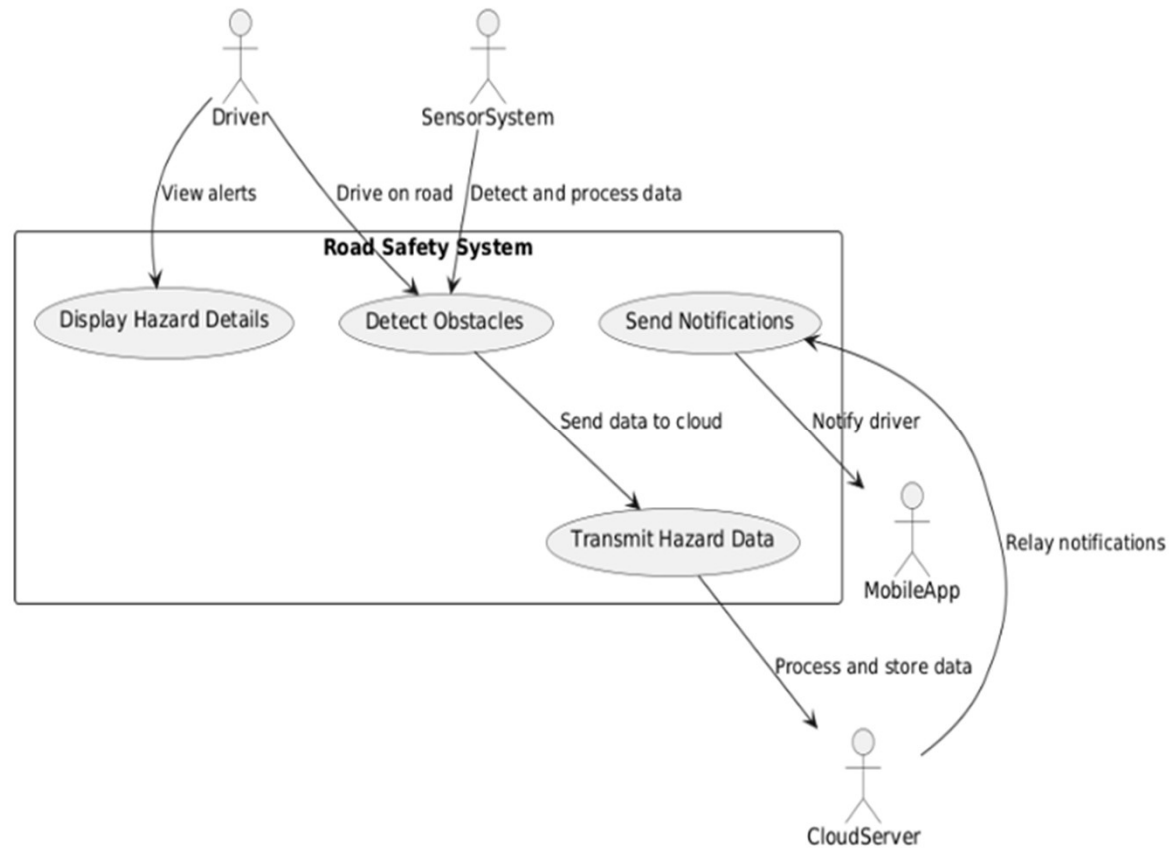 Driver
SensorSystem
View alerts
Drive on road
Detect and process data
Road Safety System
Display Hazard Details
Detect Obstacles
Send Notifications
Send data to cloud
Notify driver
Transmit Hazard Data
Relay notifications
MobileApp
Process and store data
CloudServer